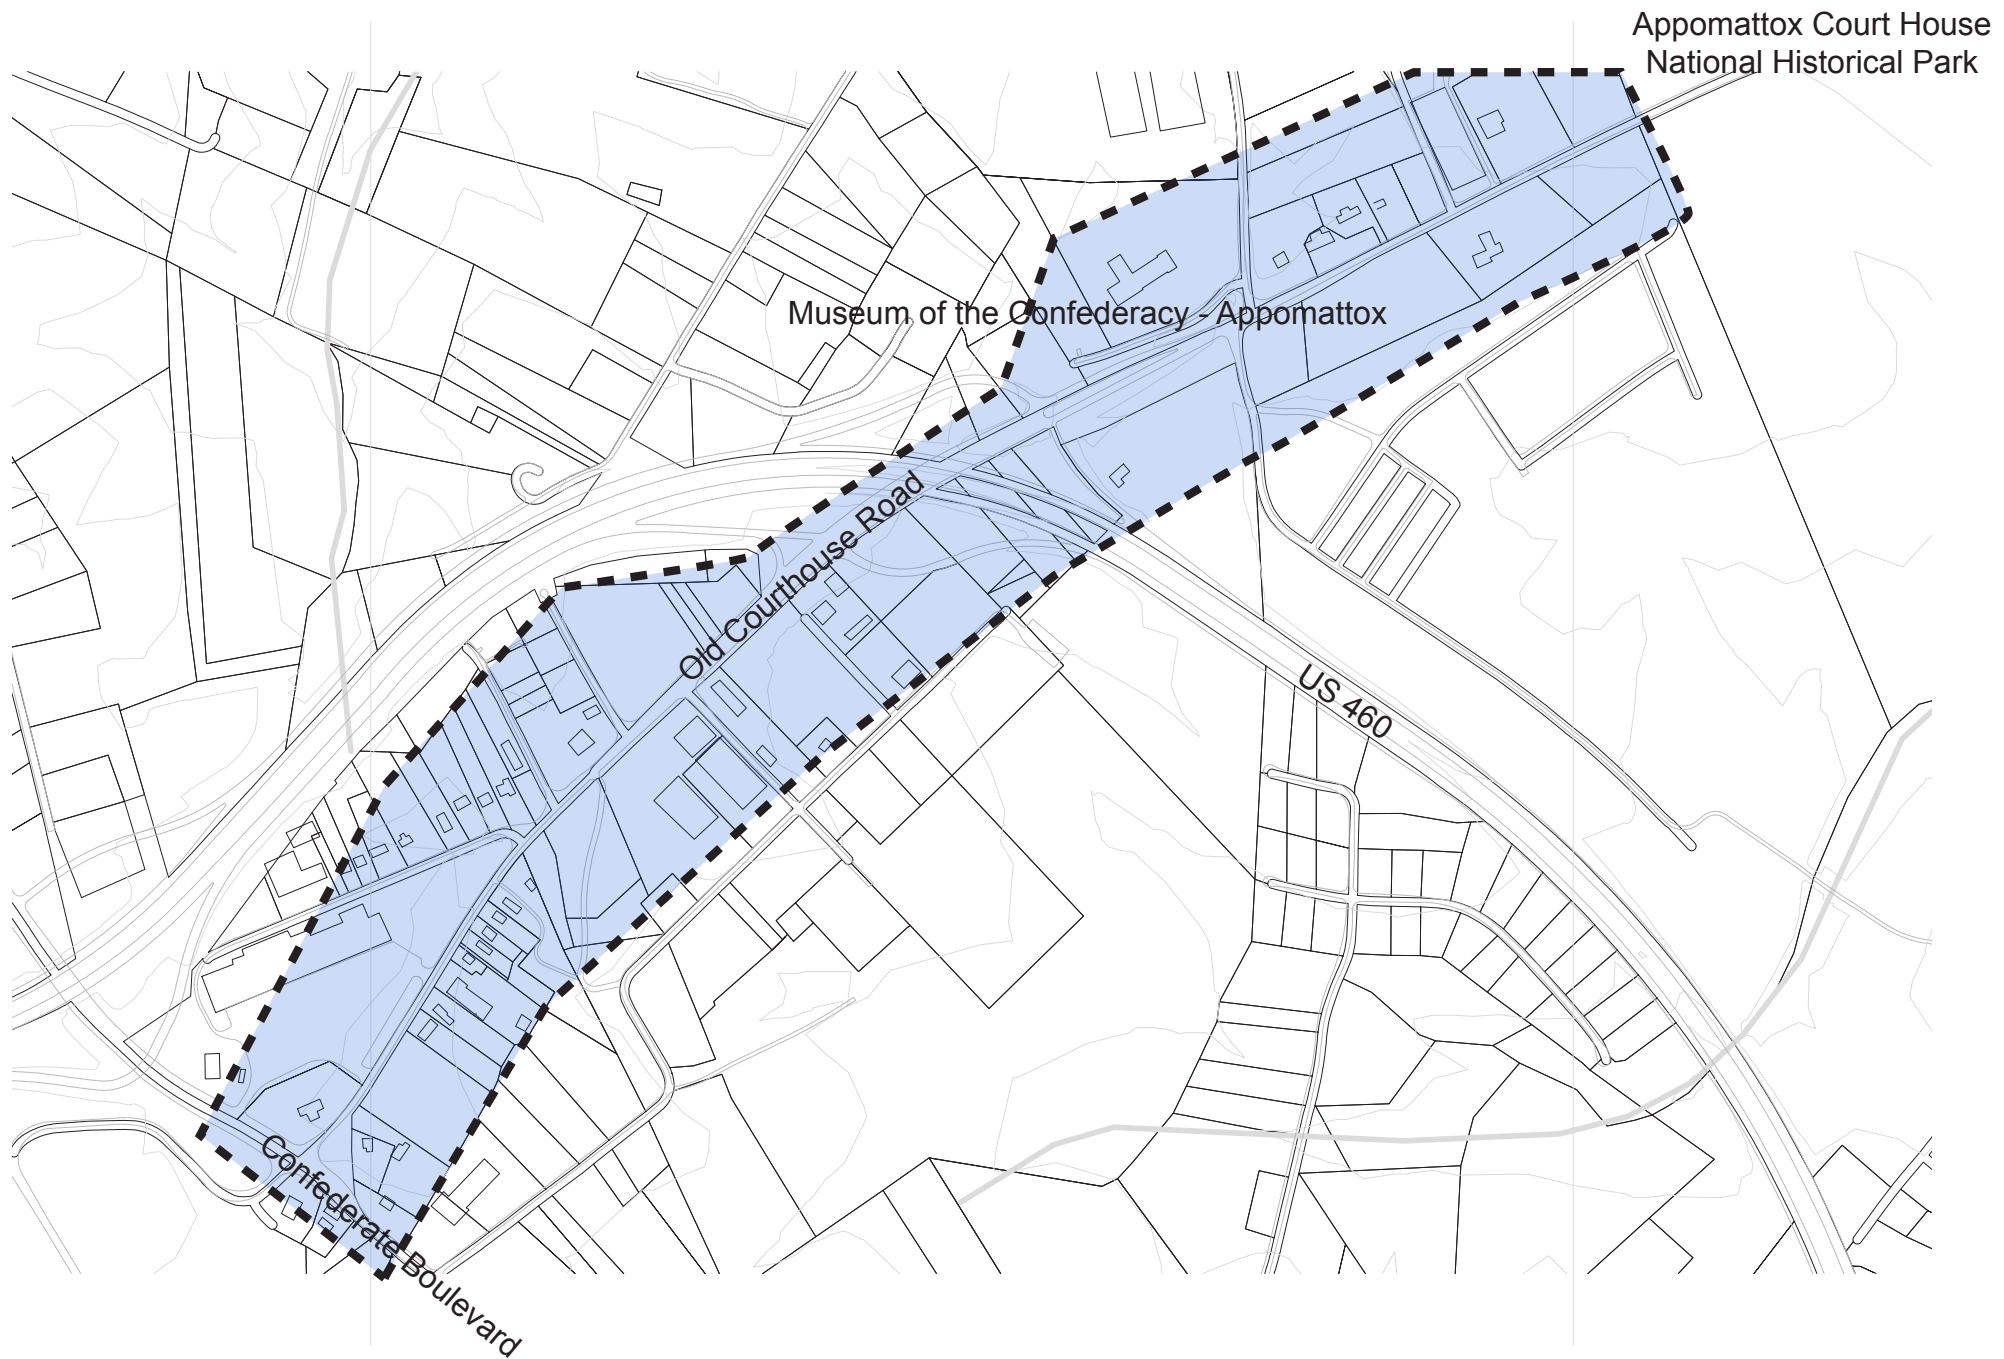 Appomattox Court House
National Historical Park
Museum of the Confederacy - Appomattox
Old Courthouse Road
US 460
Confederate Boulevard